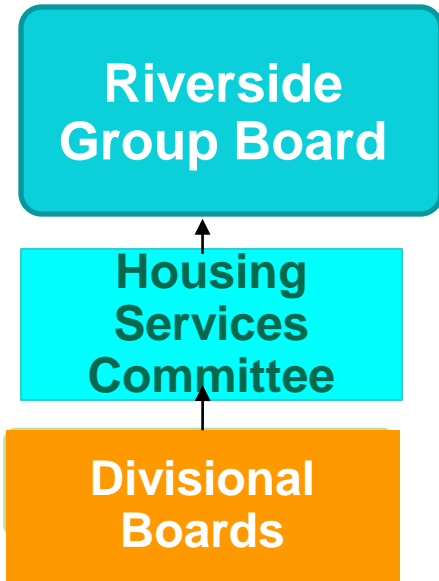 Riverside
Group Board
Housing
Services
Committee
Divisional
Boards